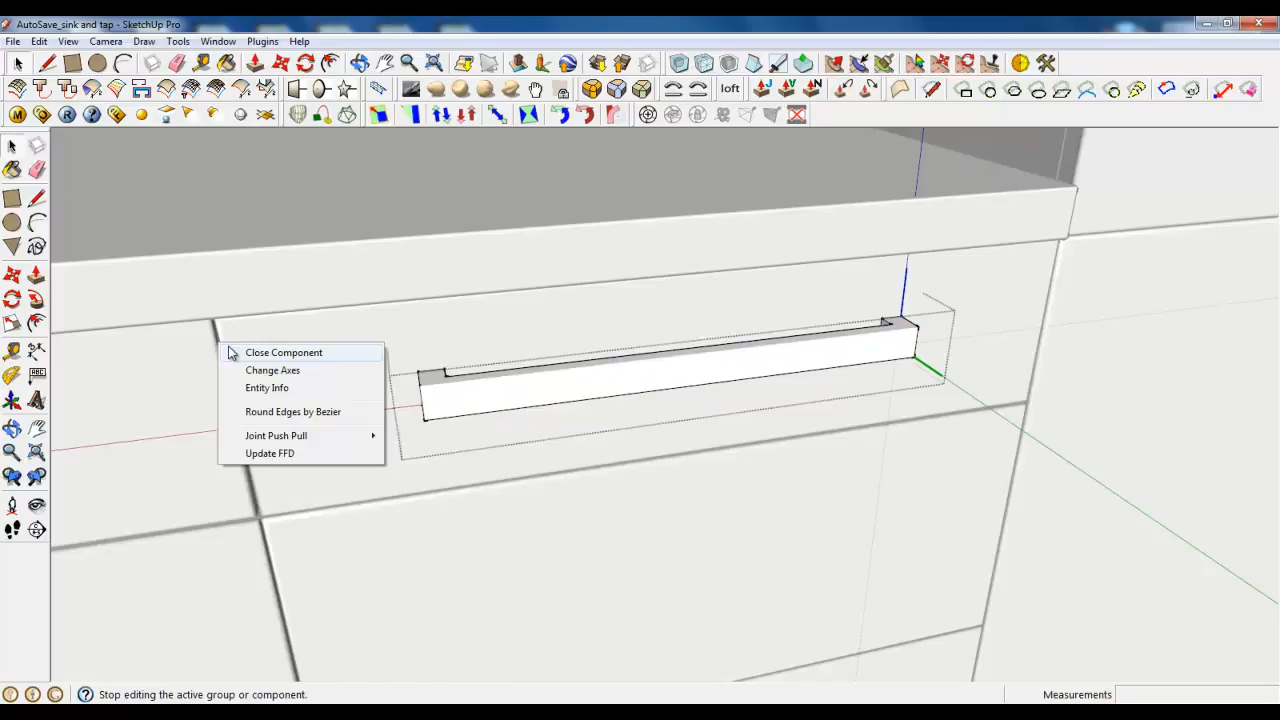 AutoSave_sink and tap - SketchUp Pro
File Edit View Camera Draw Tools Window Plugins Help
loft
M R ?
ABC
Close Component
Change Axes
Entity Info
Round Edges by Bezier
Joint Push Pull
Update FFD
Stop editing the active group or component.
Measurements